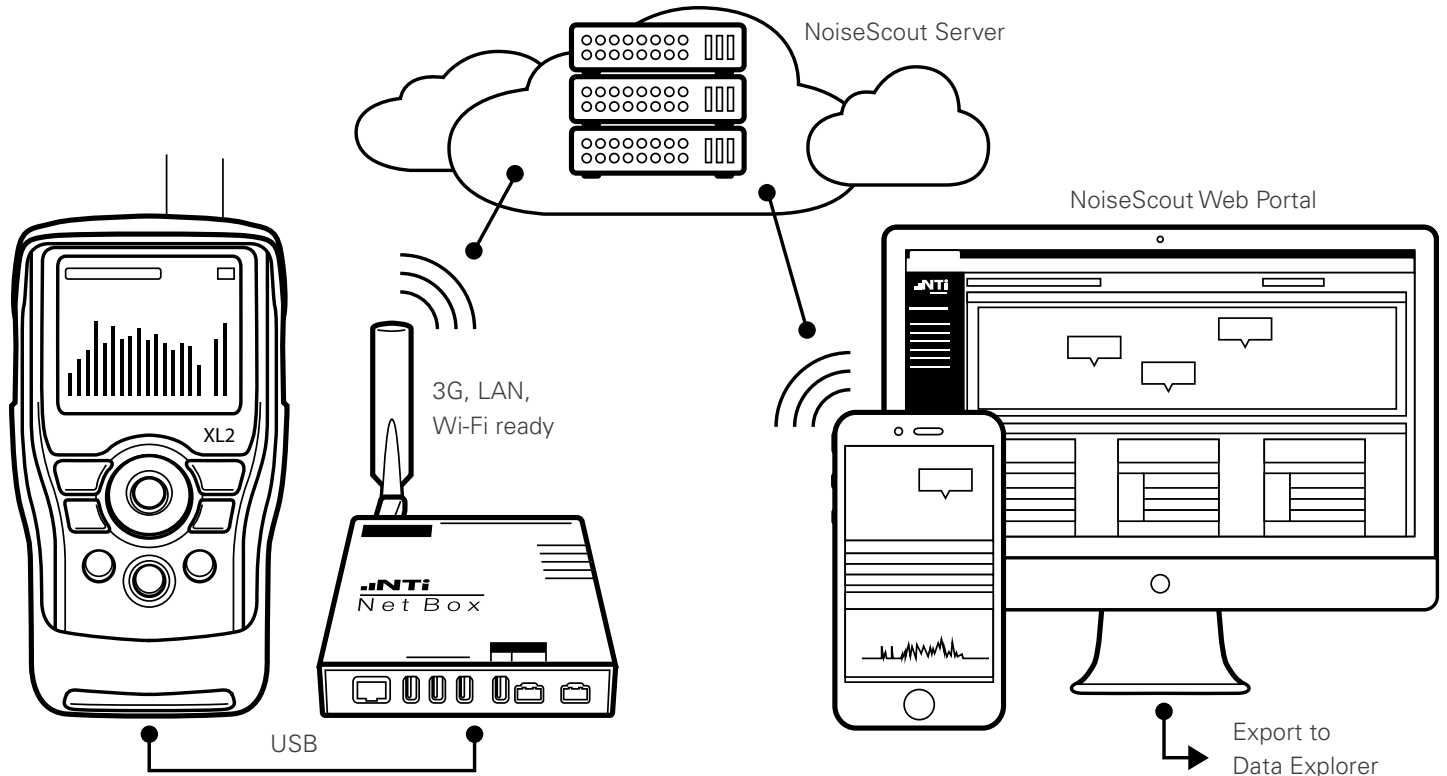 NoiseScout Server
NoiseScout Web Portal
NTi
3G, LAN,
Wi-Fi ready
XL2
NTi
Net Box
USB
Export to
Data Explorer